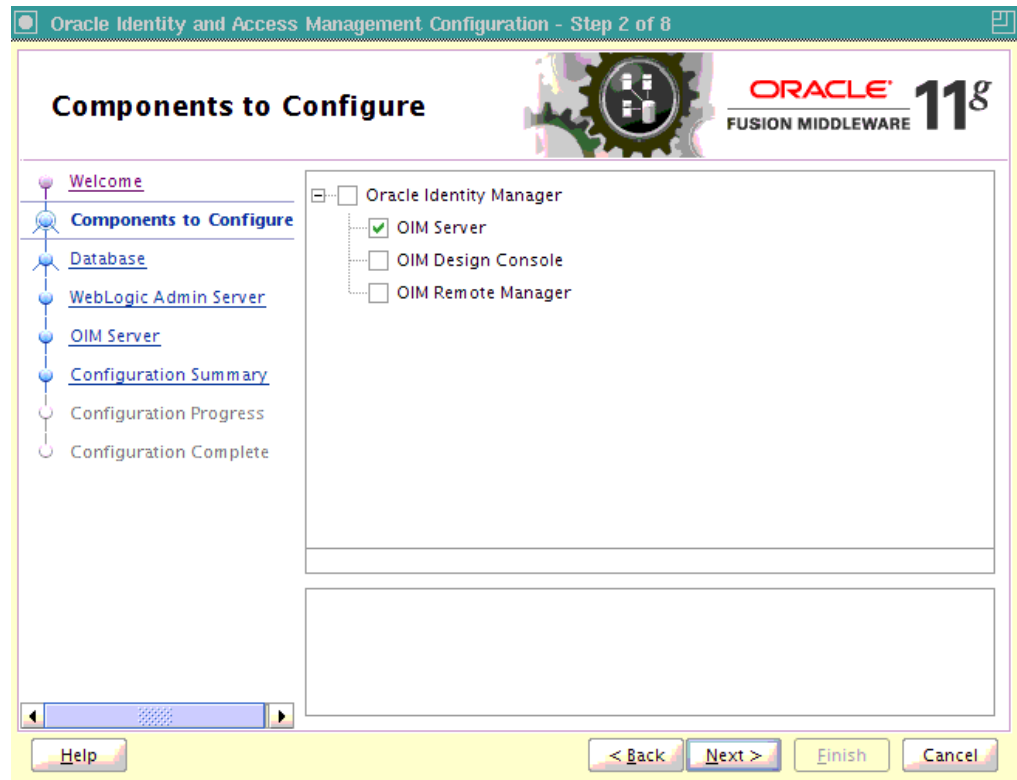 Oracle Identity and Access Management Configuration - Step 2 of 8
Components to Configure
ORACLE
FUSION MIDDLEWARE
11g
Welcome
Components to Configure
Database
WebLogic Admin Server
OIM Server
Configuration Summary
Configuration Progress
Configuration Complete
Oracle Identity Manager
OIM Server
OIM Design Console
OIM Remote Manager
Help
< Back
Next >
Finish
Cancel